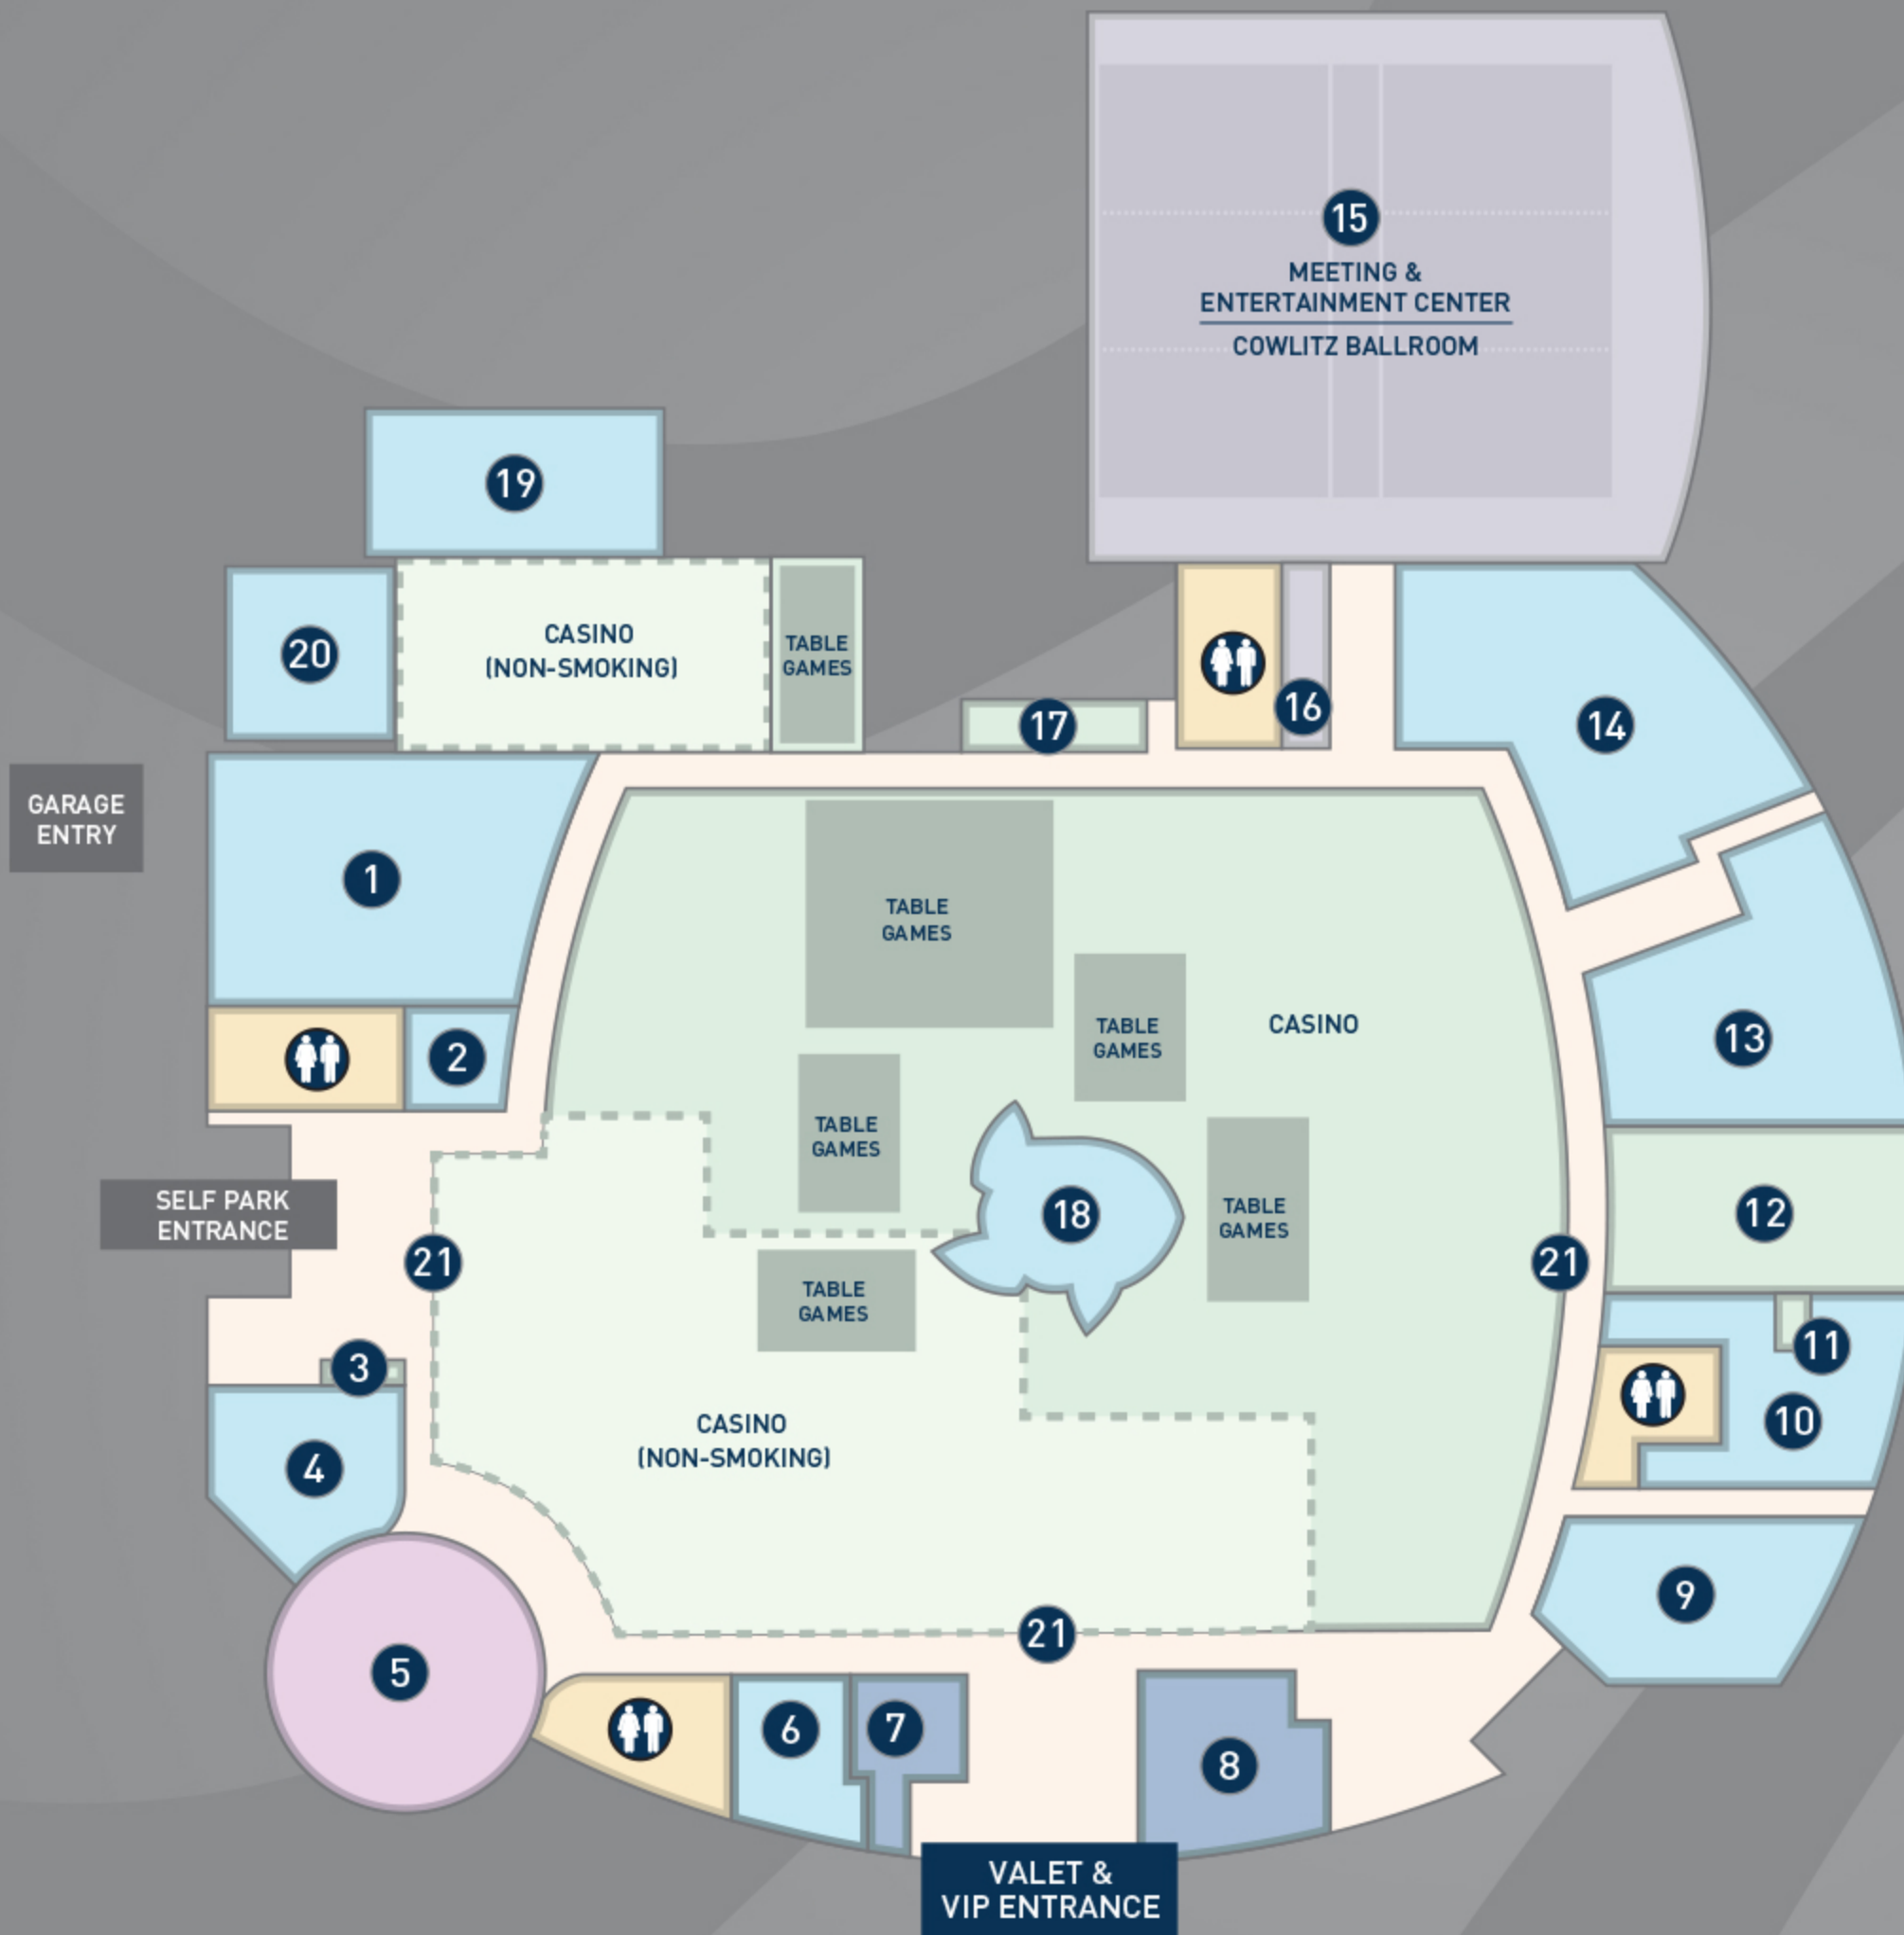 15
MEETING &
ENTERTAINMENT CENTER
COWLITZ BALLROOM
19
20
CASINO
(NON-SMOKING)
TABLE
GAMES
17
16
14
GARAGE
ENTRY
1
TABLE
GAMES
CASINO
TABLE
GAMES
13
2
TABLE
GAMES
18
TABLE
GAMES
12
SELF PARK
ENTRANCE
21
21
TABLE
GAMES
3
11
10
CASINO
(NON-SMOKING)
4
9
21
5
6
7
8
VALET &
VIP ENTRANCE